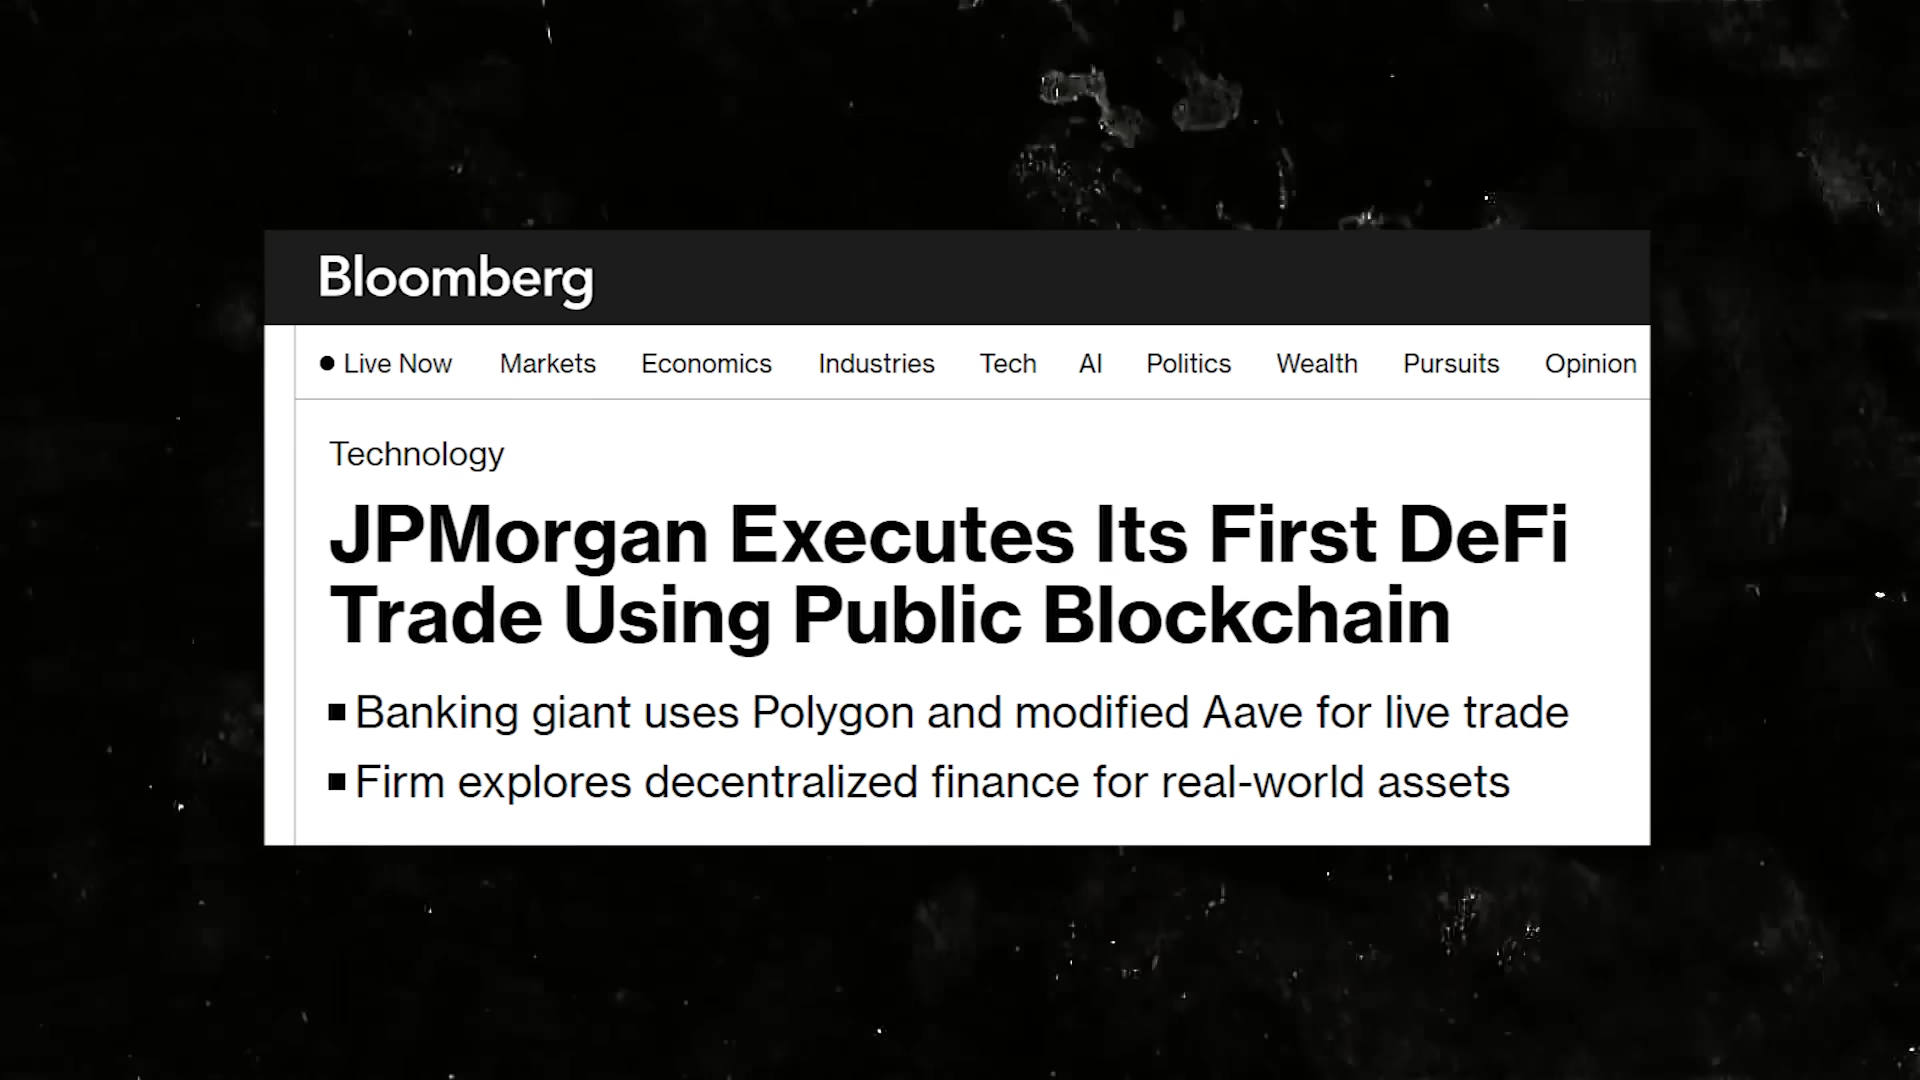 Bloomberg
Live Now Markets Economics Industries Tech AI Politics Wealth Pursuits Opinion
Technology
JPMorgan Executes Its First DeFi
Trade Using Public Blockchain
Banking giant uses Polygon and modified Aave for live trade
Firm explores decentralized finance for real-world assets